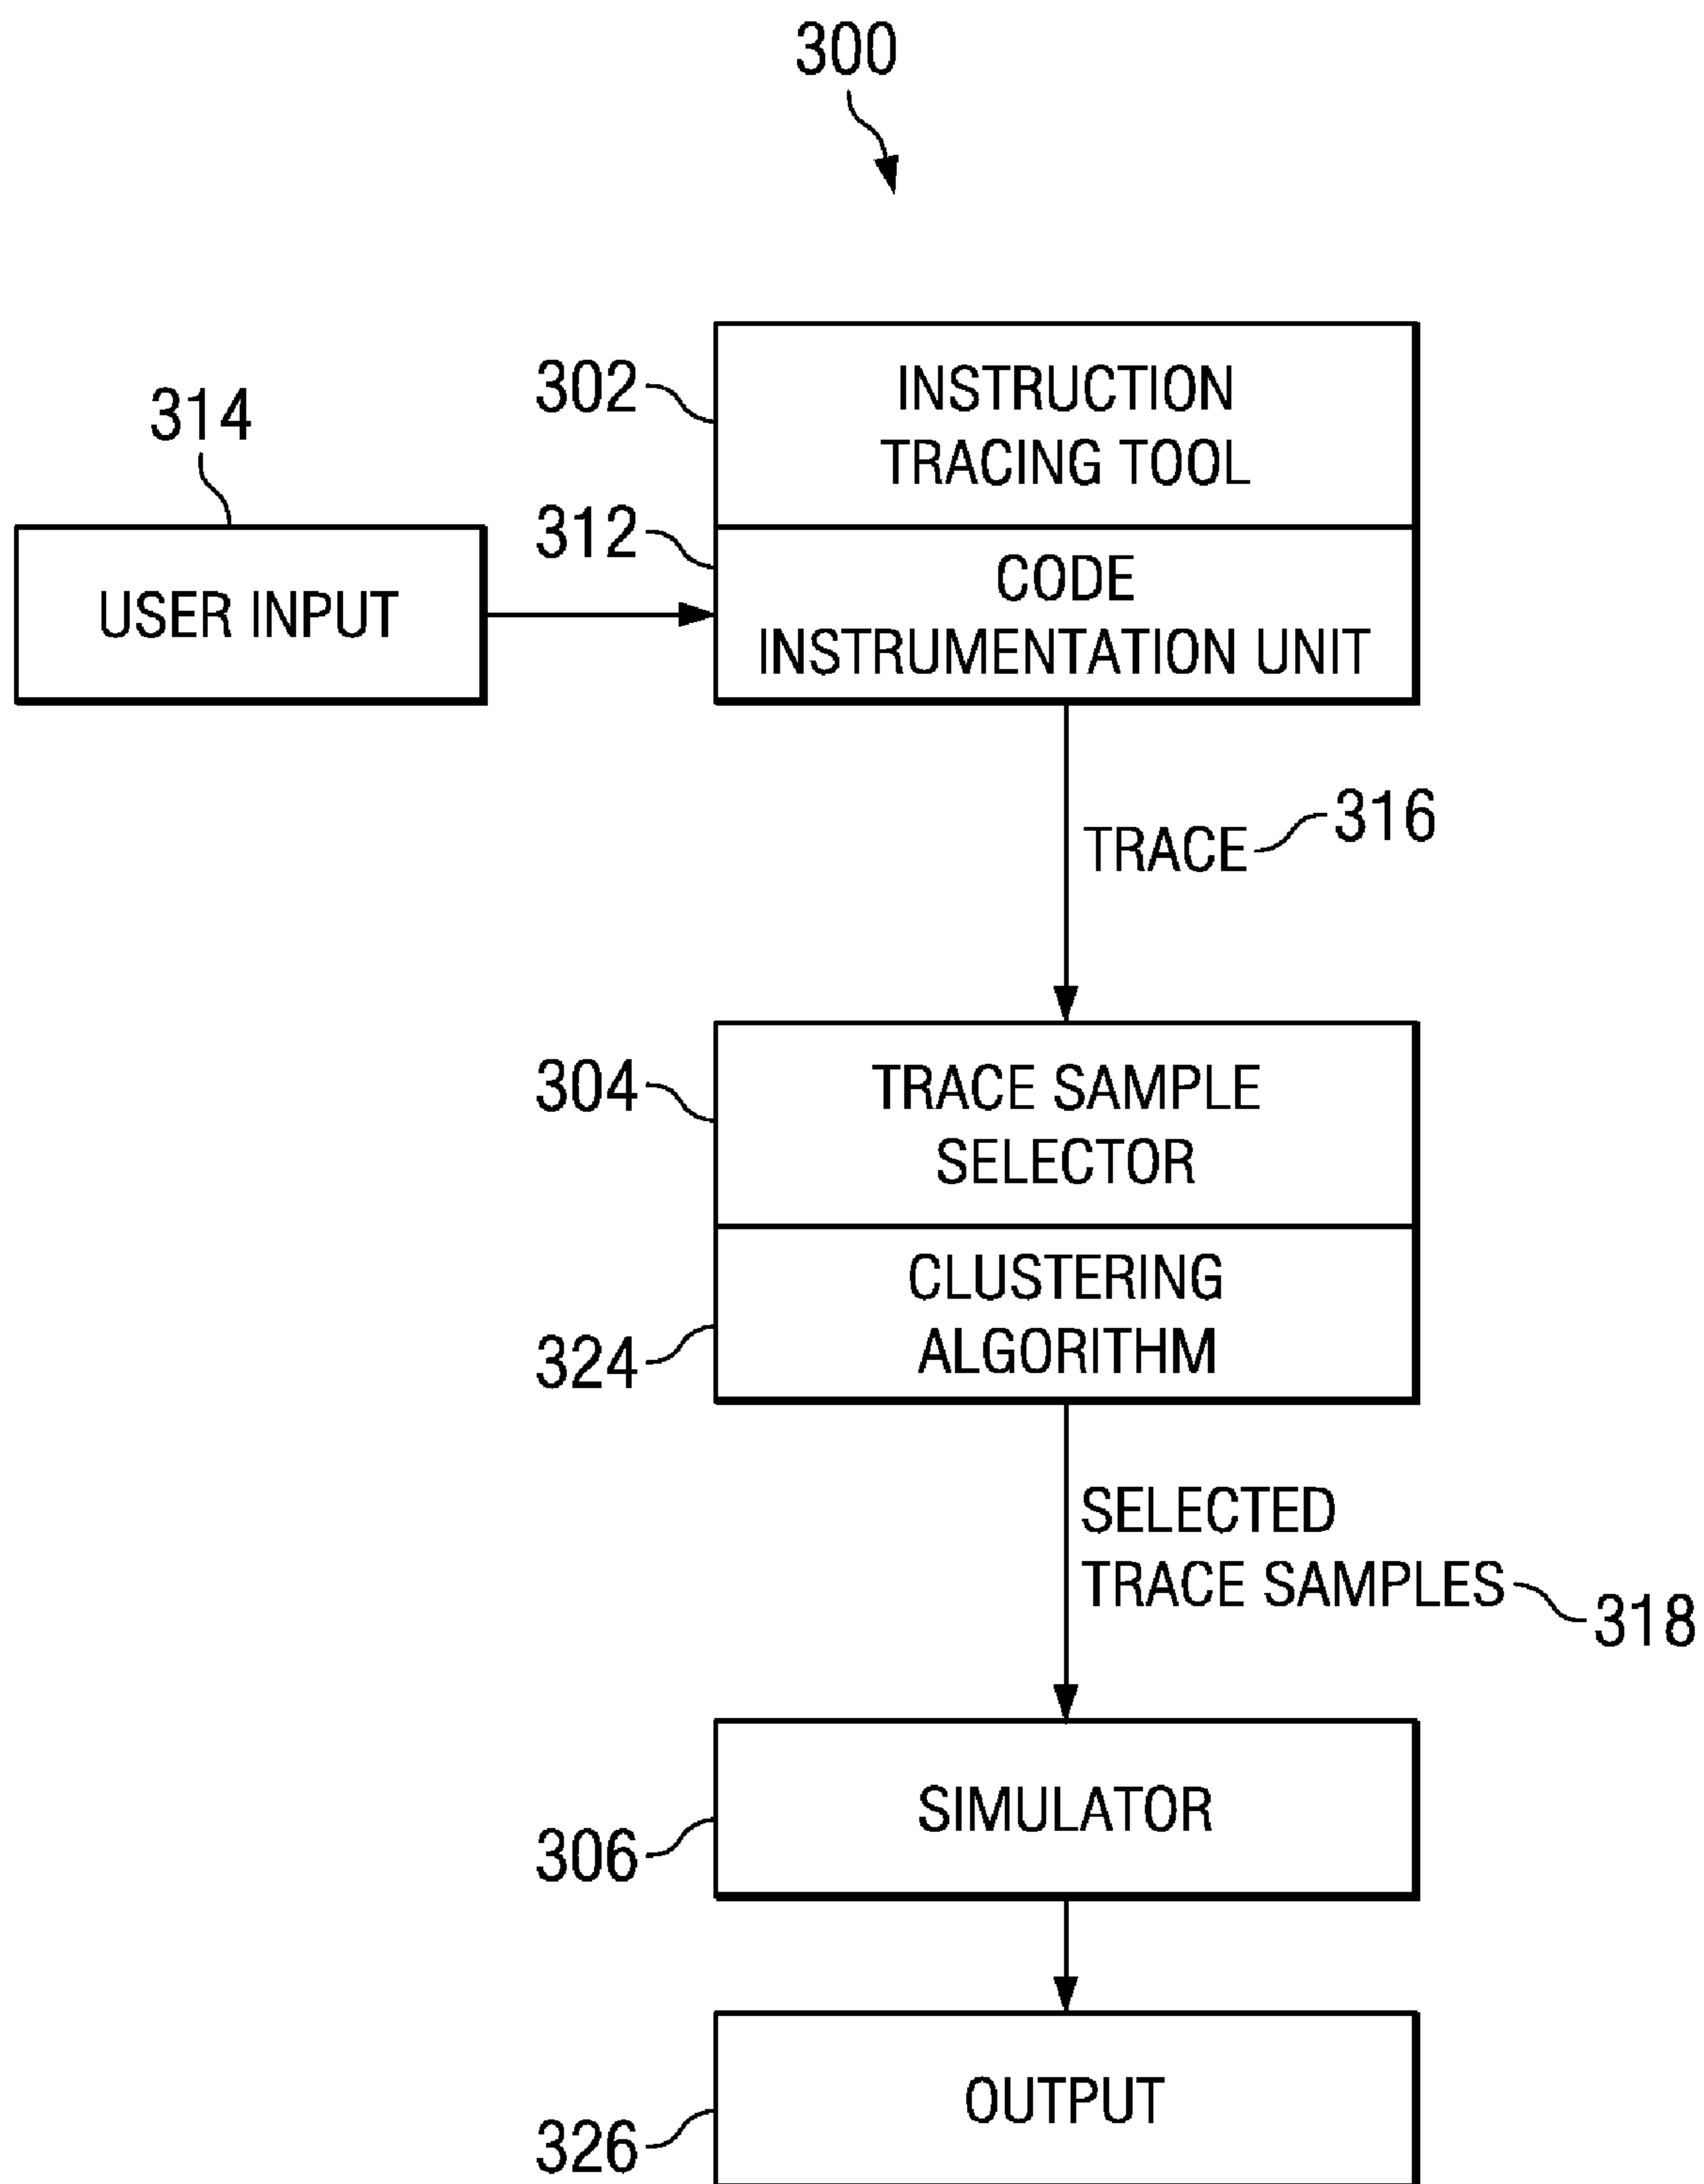 300
302
INSTRUCTION
TRACING TOOL
314
312
CODE
INSTRUMENTATION UNIT
USER INPUT
TRACE
316
304
TRACE SAMPLE
SELECTOR
CLUSTERING
ALGORITHM
324
SELECTED
TRACE SAMPLES
318
SIMULATOR
306
OUTPUT
326